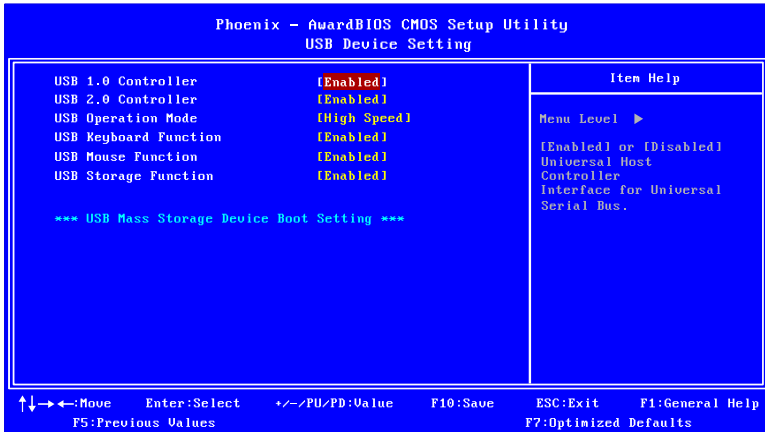 Phoenix – AwardBIOS CMOS Setup Utility
USB Device Setting
USB 1.0 Controller [Enabled]
USB 2.0 Controller [Enabled]
USB Operation Mode [High Speed]
USB Keyboard Function [Enabled]
USB Mouse Function [Enabled]
USB Storage Function [Enabled]
*** USB Mass Storage Device Boot Setting ***
Item Help
Menu Level ▶
[Enabled] or [Disabled]
Universal Host
Controller
Interface for Universal
Serial Bus.
↑↓→←:Move Enter:Select +/-/PU/PD:Value F10:Save ESC:Exit F1:General Help
F5:Previous Values F7:Optimized Defaults